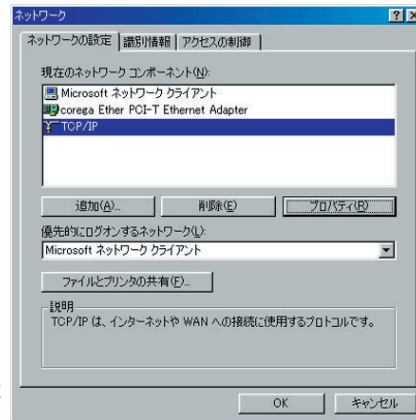 ネットワーク
ネットワークの設定 識別情報 アクセスの制御
現在のネットワーク コンポーネント(N):
Microsoft ネットワーク クライアント
corega Ether PCI-T Ethernet Adapter
TCP/IP
追加(A)... 削除(E) プロパティ(R)
優先的にログオンするネットワーク(L):
Microsoft ネットワーク クライアント
ファイルとプリンタの共有(F)...
説明
TCP/IP は、インターネットや WAN への接続に使用するプロトコルです。
OK キャンセル